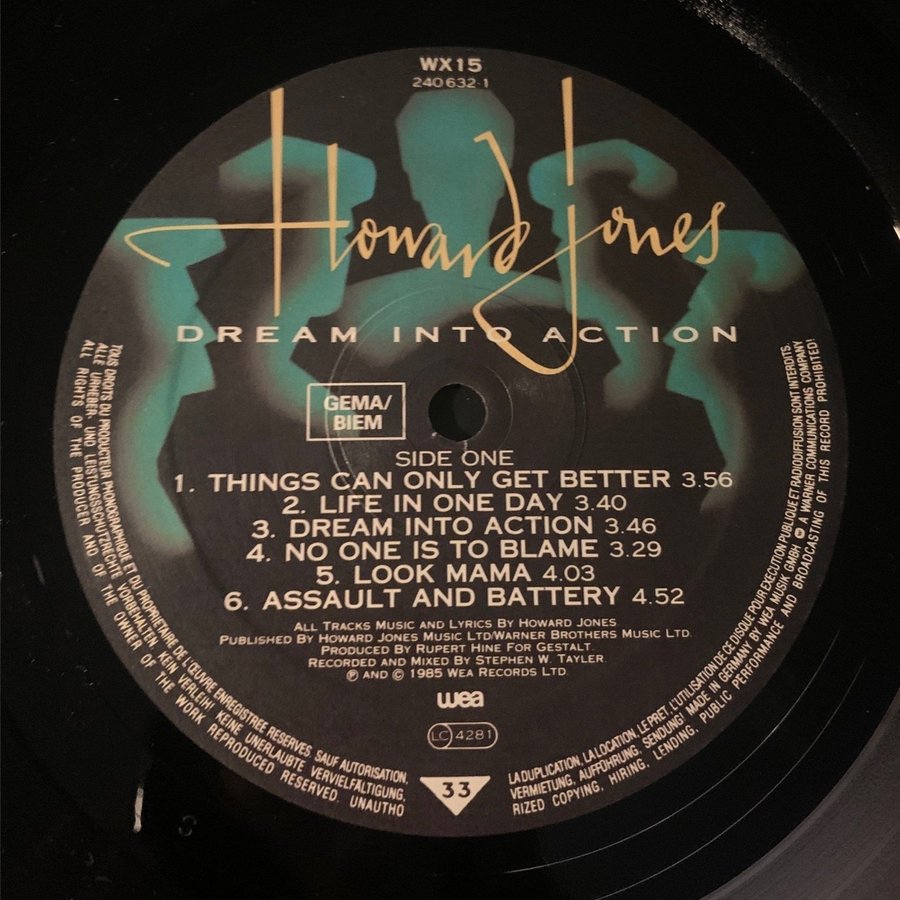 WX15
240 632-1
Howard Jones
DREAM INTO ACTION
GEMA/
BIEM
SIDE ONE
1. THINGS CAN ONLY GET BETTER 3.56
2. LIFE IN ONE DAY 3.40
3. DREAM INTO ACTION 3.46
4. NO ONE IS TO BLAME 3.29
5. LOOK MAMA 4.03
6. ASSAULT AND BATTERY 4.52
ALL TRACKS MUSIC AND LYRICS BY HOWARD JONES
PUBLISHED BY HOWARD JONES MUSIC LTD/WARNER BROTHERS MUSIC LTD.
PRODUCED BY RUPERT HINE FOR GESTALT.
RECORDED AND MIXED BY STEPHEN W. TAYLER.
Ⓟ AND © 1985 WEA RECORDS LTD.
wea
LC 4281
33
TOUS DROITS DU PRODUCTEUR PHONOGRAPHIQUE ET DU PROPRIETAIRE DE L'ŒUVRE ENREGISTREE RESERVES. SAUF AUTORISATION,
LA DUPLICATION, LA LOCATION, LE PRET, L'UTILISATION DE CE DISQUE POUR EXECUTION PUBLIQUE ET RADIODIFFUSION SONT INTERDITS.
ALLE URHEBER- UND LEISTUNGSSCHUTZRECHTE VORBEHALTEN. KEIN VERLEIH! KEINE UNERLAUBTE VERVIELFÄLTIGUNG,
VERMIETUNG, AUFFÜHRUNG, SENDUNG! MADE IN GERMANY BY WEA MUSIK GMBH A WARNER COMMUNICATIONS COMPANY
ALL RIGHTS OF THE PRODUCER AND OF THE OWNER OF THE WORK REPRODUCED RESERVED. UNAUTHO
RIZED COPYING, HIRING, LENDING, PUBLIC PERFORMANCE AND BROADCASTING OF THIS RECORD PROHIBITED!